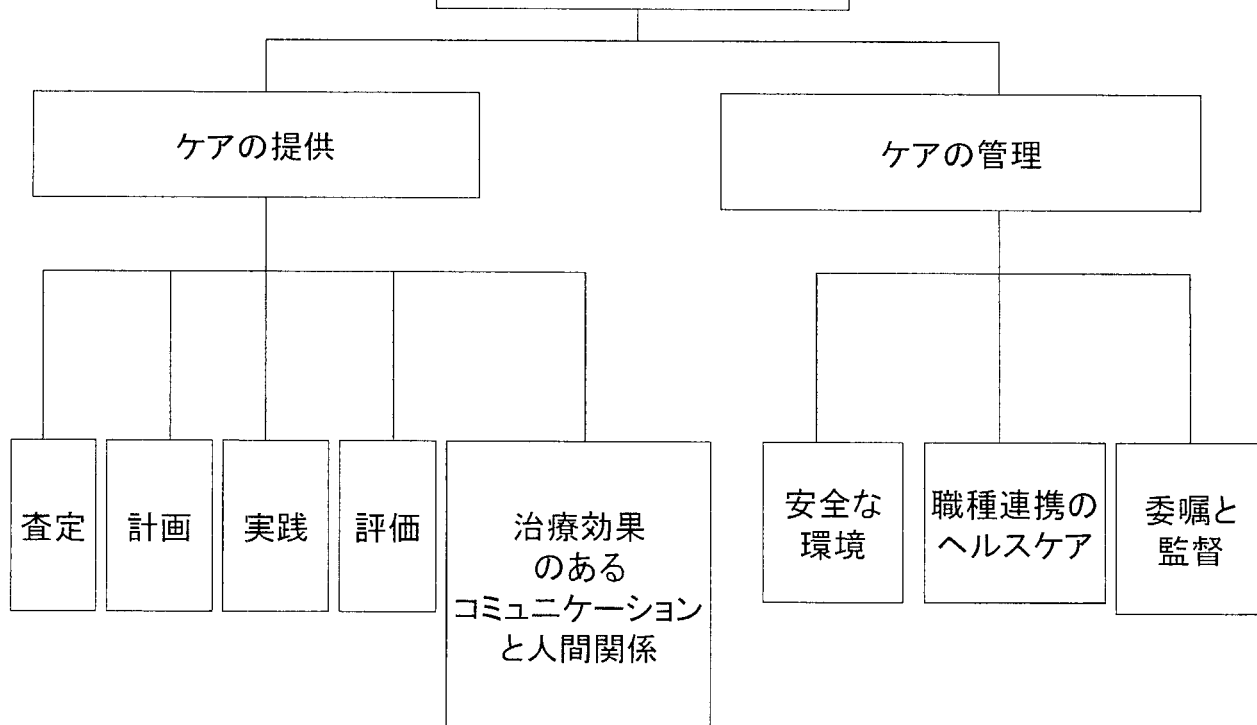 ケアの提供
ケアの管理
査定
計画
実践
評価
治療効果
のある
コミュニケーション
と人間関係
安全な
環境
職種連携の
ヘルスケア
委嘱と
監督